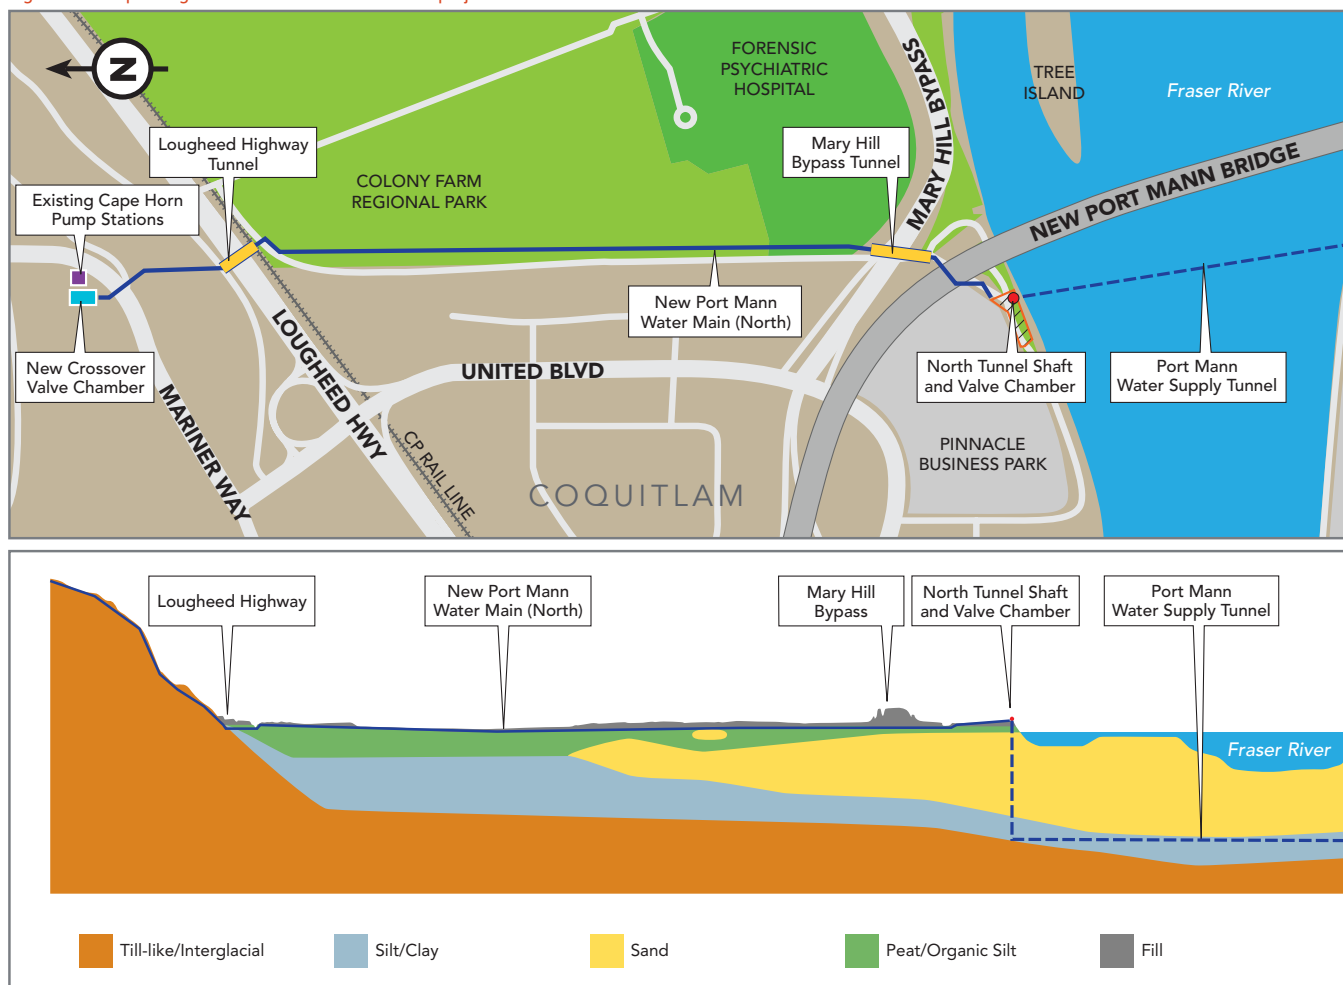 N
FORENSIC
PSYCHIATRIC
HOSPITAL
MARY HILL BYPASS
TREE
ISLAND
Fraser River
Lougheed Highway
Tunnel
Mary Hill
Bypass Tunnel
COLONY FARM
REGIONAL PARK
NEW PORT MANN BRIDGE
Existing Cape Horn
Pump Stations
New Port Mann
Water Main (North)
New Crossover
Valve Chamber
LOUGHEED HWY
UNITED BLVD
North Tunnel Shaft
and Valve Chamber
Port Mann
Water Supply Tunnel
MARINER WAY
CP RAIL LINE
PINNACLE
BUSINESS PARK
COQUITLAM
Lougheed Highway
New Port Mann
Water Main (North)
Mary Hill
Bypass
North Tunnel Shaft
and Valve Chamber
Port Mann
Water Supply Tunnel
Fraser River
Till-like/Interglacial
Silt/Clay
Sand
Peat/Organic Silt
Fill